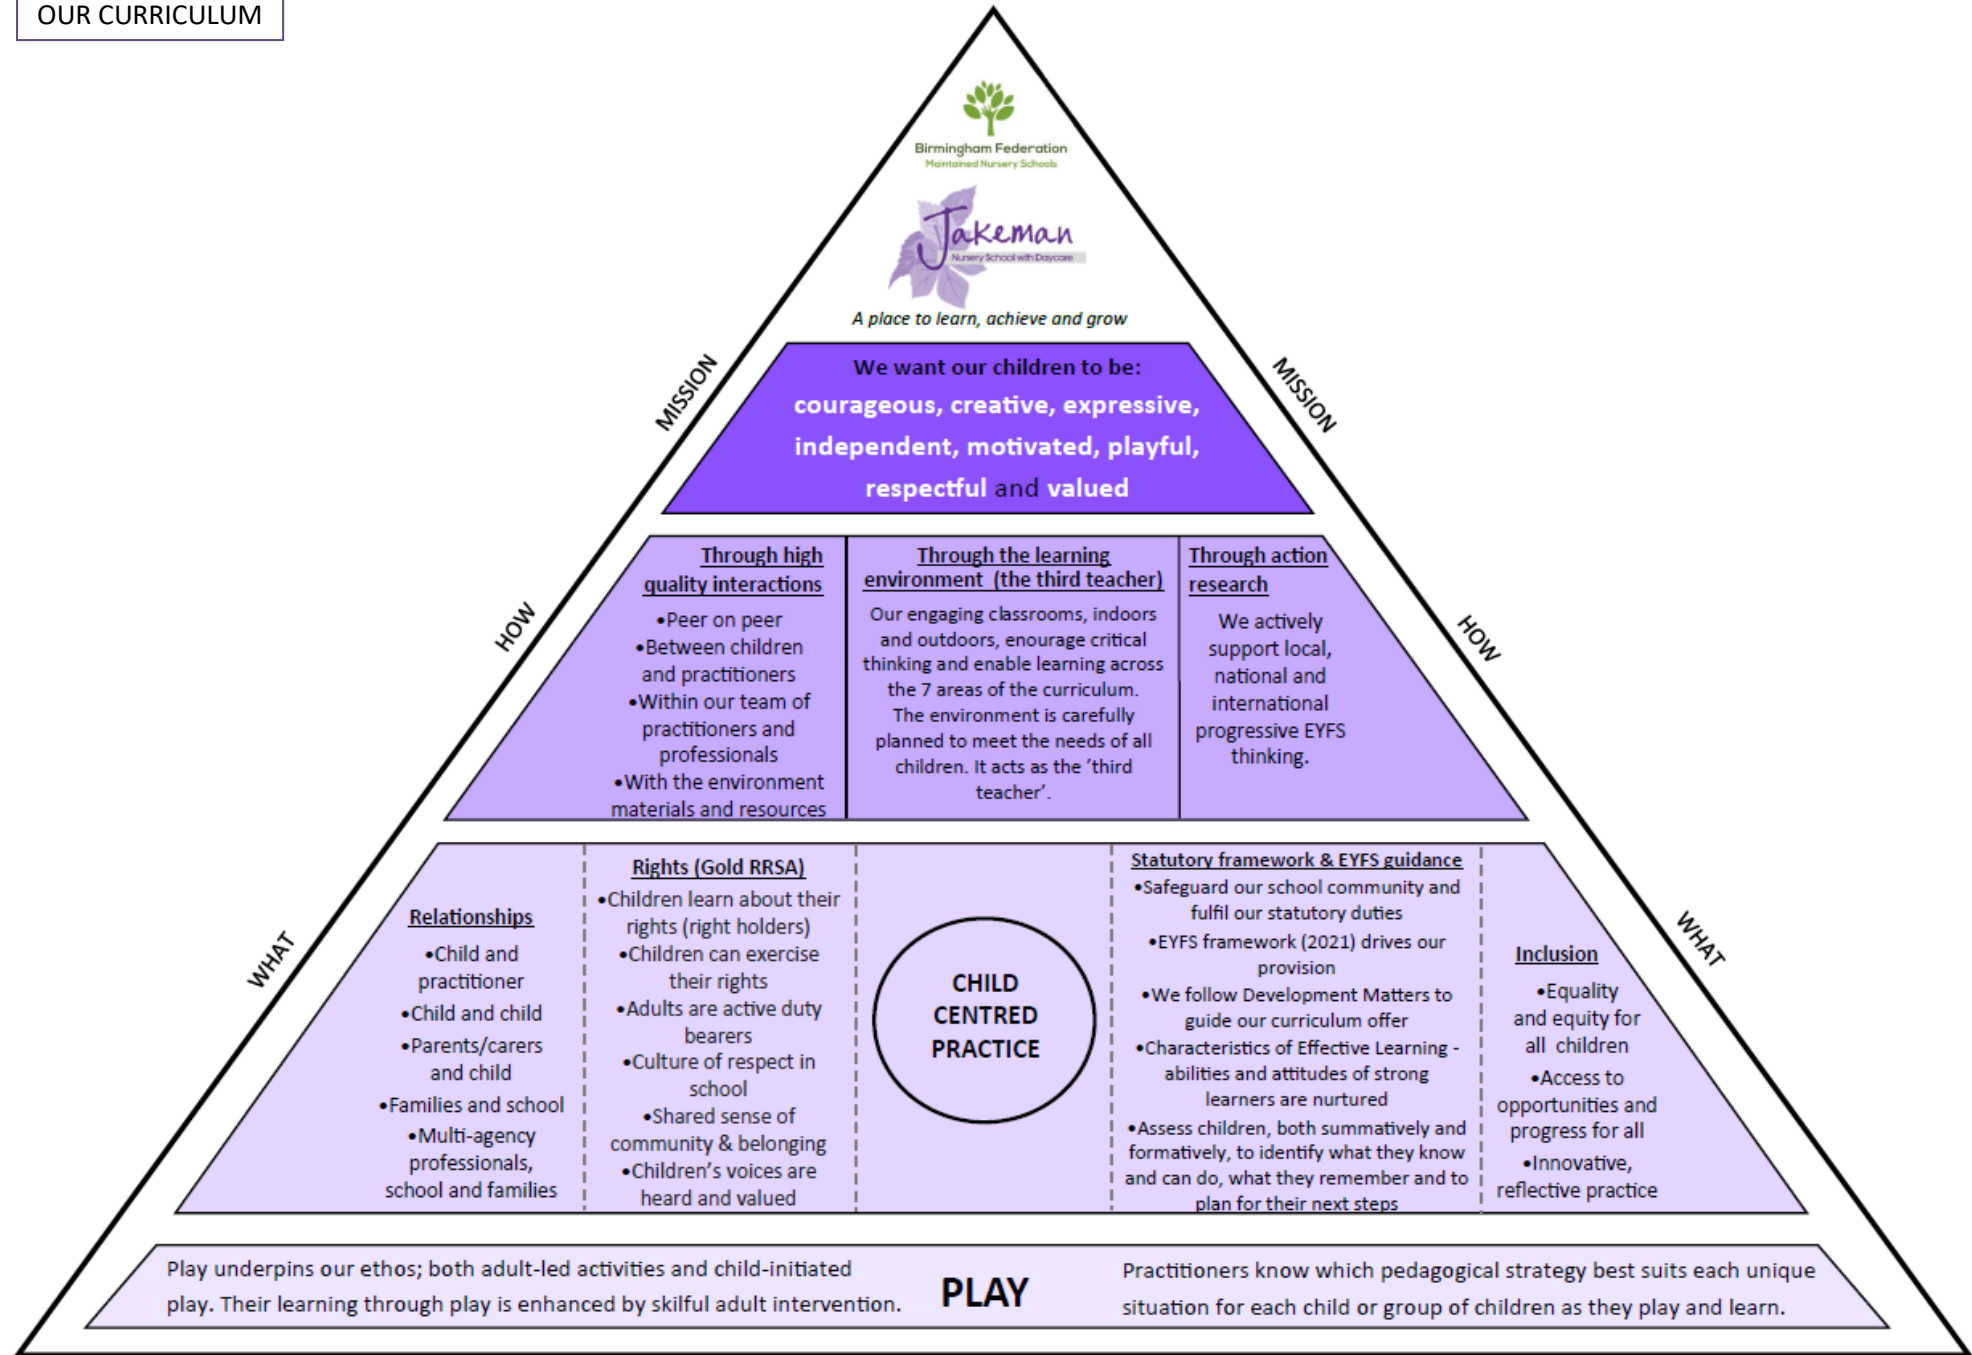 OUR CURRICULUM
Birmingham Federation
Maintained Nursery Schools
Jakeman
Nursery School with Daycare
A place to learn, achieve and grow
MISSION
MISSION
We want our children to be:
courageous, creative, expressive,
independent, motivated, playful,
respectful and valued
HOW
HOW
Through high
quality interactions
•Peer on peer
•Between children
and practitioners
•Within our team of
practitioners and
professionals
•With the environment
materials and resources
Through the learning
environment (the third teacher)
Our engaging classrooms, indoors
and outdoors, enourage critical
thinking and enable learning across
the 7 areas of the curriculum.
The environment is carefully
planned to meet the needs of all
children. It acts as the 'third
teacher'.
Through action
research
We actively
support local,
national and
international
progressive EYFS
thinking.
WHAT
WHAT
Relationships
•Child and
practitioner
•Child and child
•Parents/carers
and child
•Families and school
•Multi-agency
professionals,
school and families
Rights (Gold RRSA)
•Children learn about their
rights (right holders)
•Children can exercise
their rights
•Adults are active duty
bearers
•Culture of respect in
school
•Shared sense of
community & belonging
•Children's voices are
heard and valued
CHILD
CENTRED
PRACTICE
Statutory framework & EYFS guidance
•Safeguard our school community and
fulfil our statutory duties
•EYFS framework (2021) drives our
provision
•We follow Development Matters to
guide our curriculum offer
•Characteristics of Effective Learning -
abilities and attitudes of strong
learners are nurtured
•Assess children, both summatively and
formatively, to identify what they know
and can do, what they remember and to
plan for their next steps
Inclusion
•Equality
and equity for
all children
•Access to
opportunities and
progress for all
•Innovative,
reflective practice
Play underpins our ethos; both adult-led activities and child-initiated
play. Their learning through play is enhanced by skilful adult intervention.
PLAY
Practitioners know which pedagogical strategy best suits each unique
situation for each child or group of children as they play and learn.